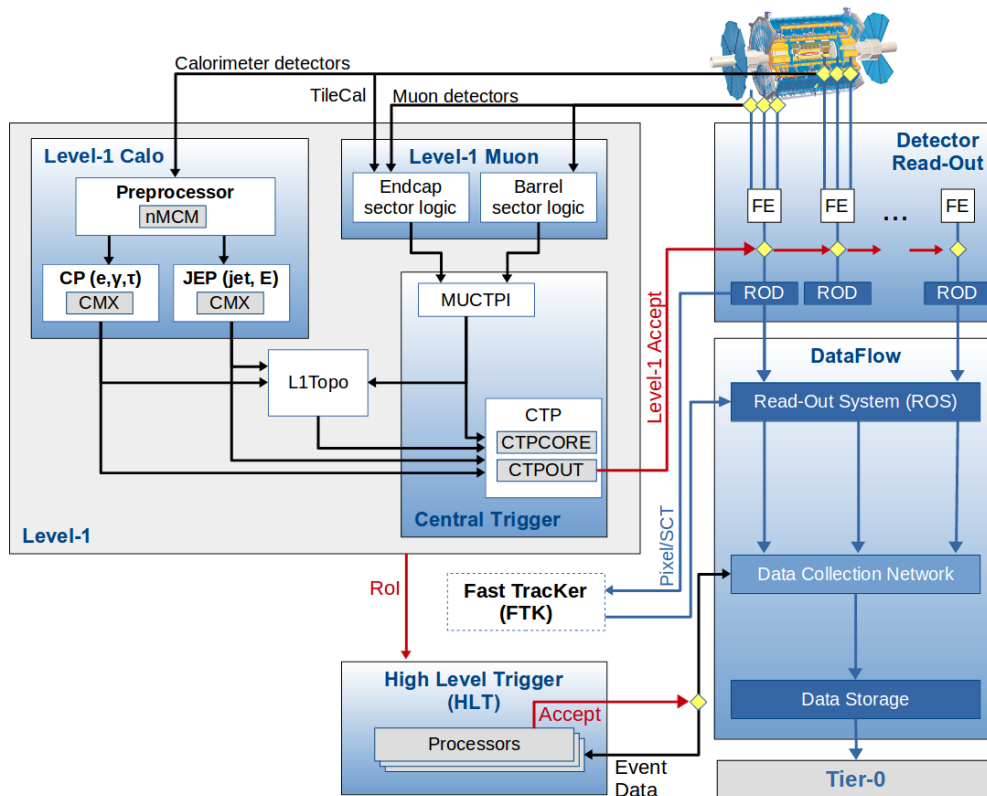 Calorimeter detectors
TileCal
Muon detectors
Level-1 Calo
Preprocessor
nMCM
CP (e,γ,τ)
CMX
JEP (jet, E)
CMX
Level-1 Muon
Endcap
sector logic
Barrel
sector logic
MUCTPI
L1Topo
CTP
CTPCORE
CTPOUT
Central Trigger
Level-1
Level-1 Accept
Detector
Read-Out
FE
FE
...
FE
ROD
ROD
ROD
DataFlow
Read-Out System (ROS)
Data Collection Network
Data Storage
Tier-0
Pixel/SCT
RoI
Fast TracKer
(FTK)
High Level Trigger
(HLT)
Accept
Processors
Event
Data